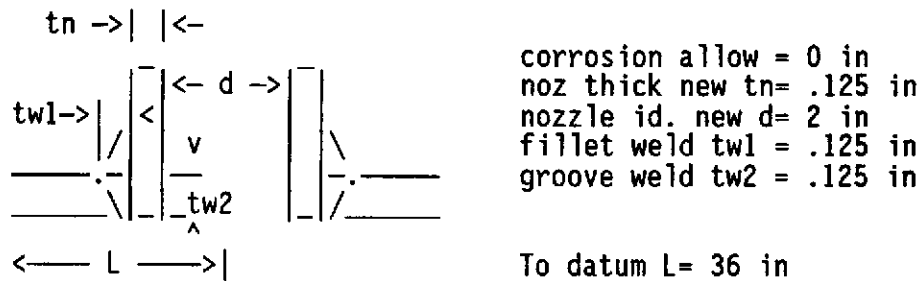 tn ->| |<-
corrosion allow = 0 in
|<- d ->|
noz thick new tn= .125 in
tw1->| <
nozzle id. new d= 2 in
v
fillet weld tw1 = .125 in
groove weld tw2 = .125 in
tw2
^
<—— L ——>|
To datum L= 36 in